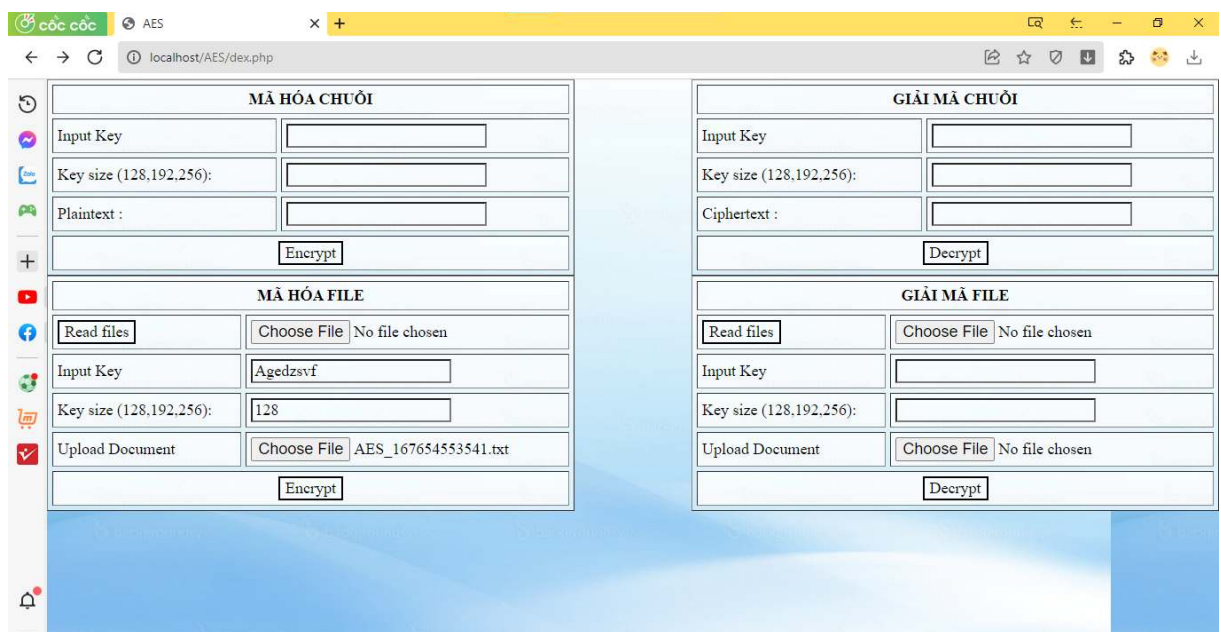 cốc cốc AES
localhost/AES/dex.php
MÃ HÓA CHUỖI
Input Key
Key size (128,192,256):
Plaintext :
Encrypt
MÃ HÓA FILE
Read files Choose File No file chosen
Input Key Agedzsvf
Key size (128,192,256): 128
Upload Document Choose File AES_167654553541.txt
Encrypt
GIẢI MÃ CHUỖI
Input Key
Key size (128,192,256):
Ciphertext :
Decrypt
GIẢI MÃ FILE
Read files Choose File No file chosen
Input Key
Key size (128,192,256):
Upload Document Choose File No file chosen
Decrypt
Zalo